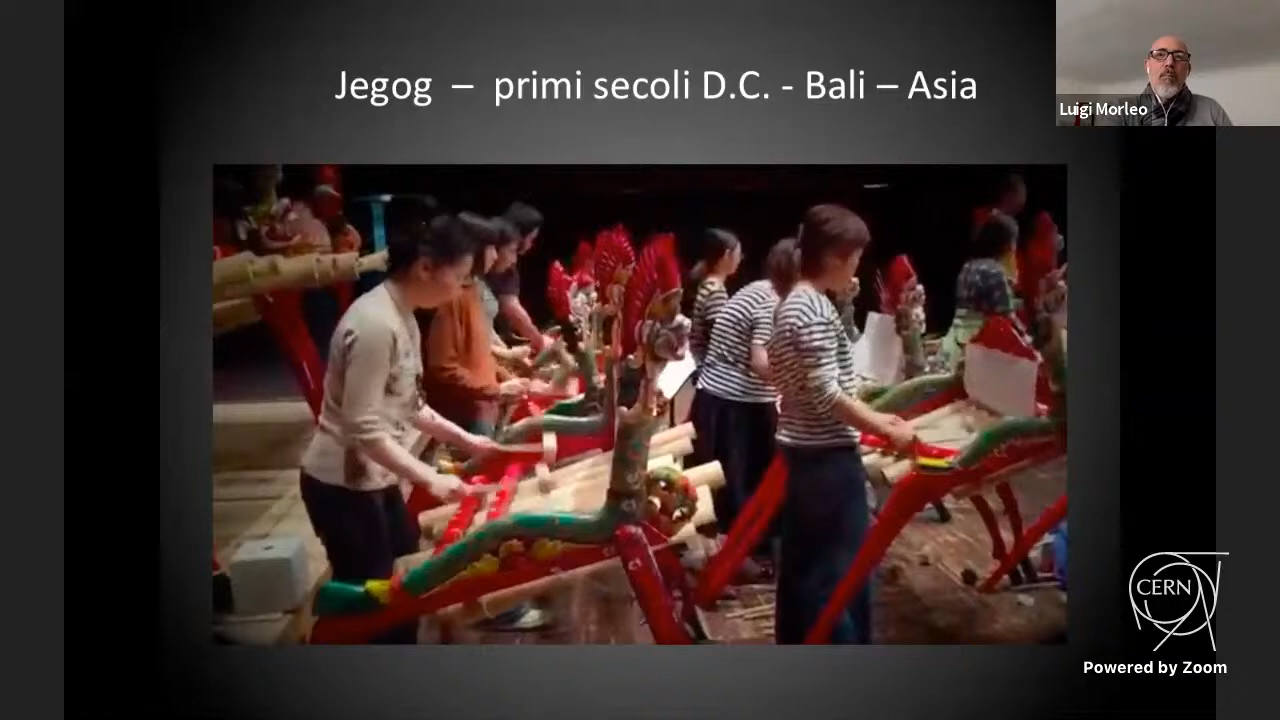 Jegog – primi secoli D.C. - Bali – Asia
Luigi Morleo
CERN
Powered by Zoom